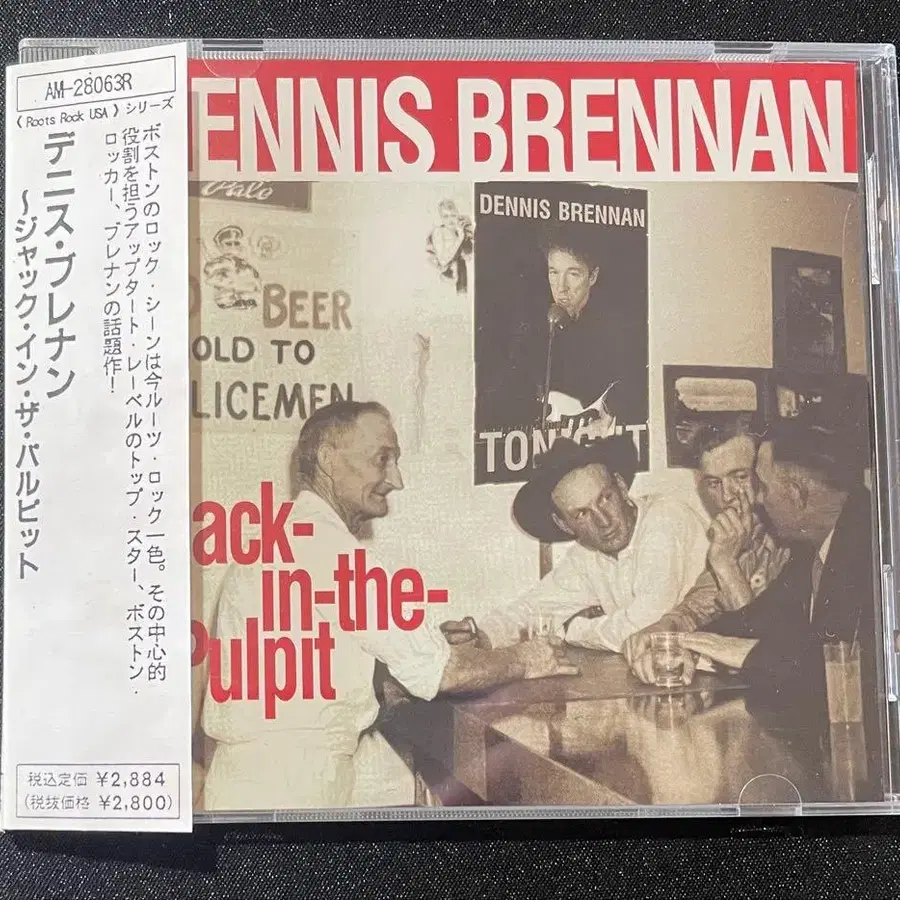 AM-28063R
《 Roots Rock USA 》シリーズ
デニス・ブレナン
〜ジャック・イン・ザ・パルピット
ボストンのロック・シーンは今ルーツ・ロック一色。その中心的
役割を担うアップタート・レーベルのトップ・スター、ボストン・
ロッカー、ブレナンの話題作!
税込定価 ¥2,884
(税抜価格 ¥2,800)
ENNIS BRENNAN
DENNIS BRENNAN
TONIGHT
BEER
OLD TO
LICEMEN
ack-
in-the-
Pulpit